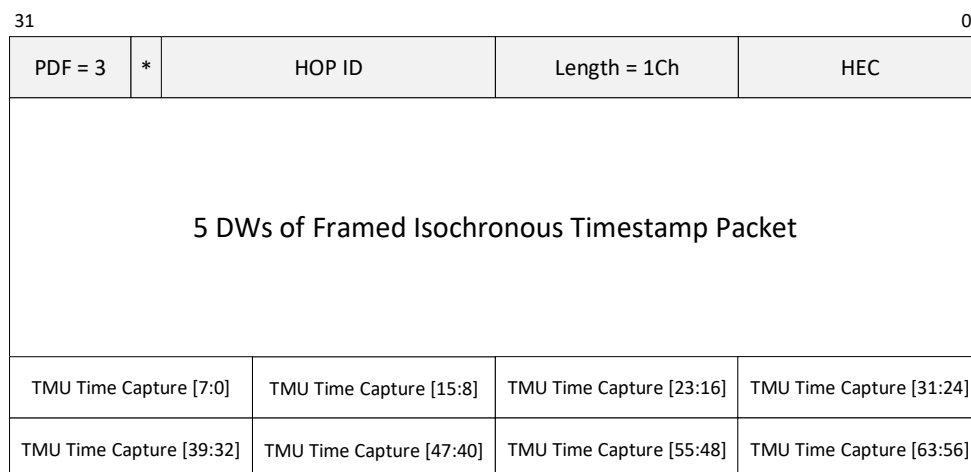 31 0
PDF = 3 * HOP ID Length = 1Ch HEC
5 DWs of Framed Isochronous Timestamp Packet
TMU Time Capture [7:0] TMU Time Capture [15:8] TMU Time Capture [23:16] TMU Time Capture [31:24]
TMU Time Capture [39:32] TMU Time Capture [47:40] TMU Time Capture [55:48] TMU Time Capture [63:56]